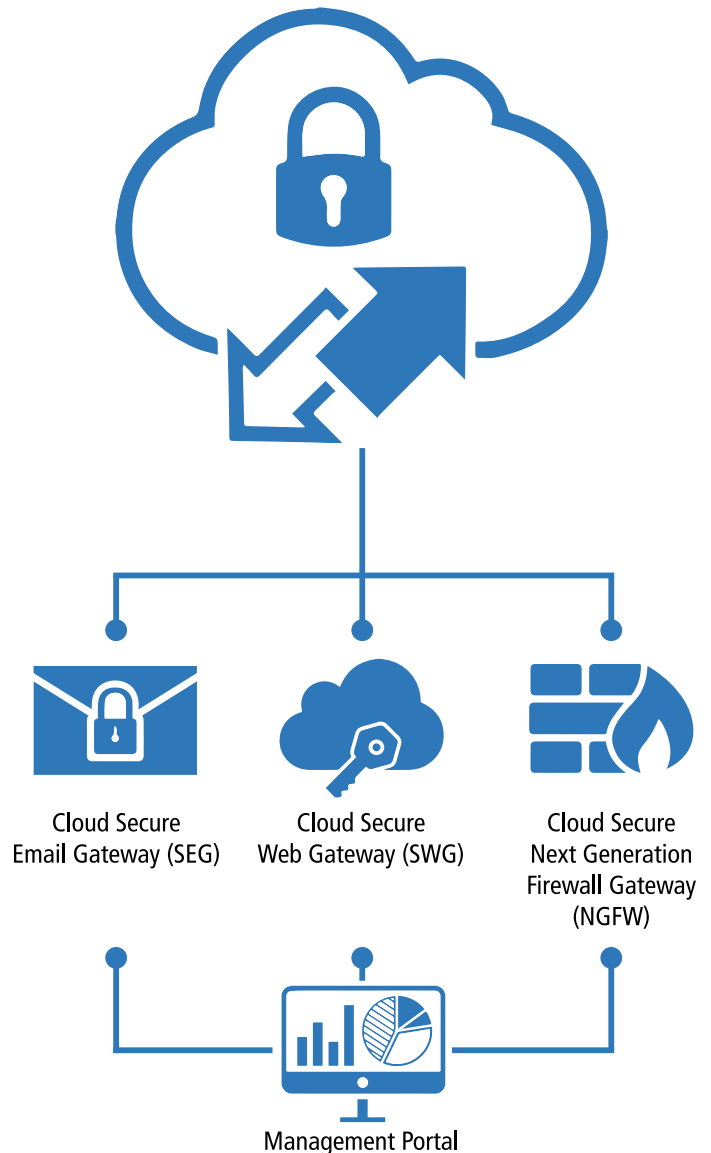 Cloud Secure
Email Gateway (SEG)
Cloud Secure
Web Gateway (SWG)
Cloud Secure
Next Generation
Firewall Gateway
(NGFW)
Management Portal